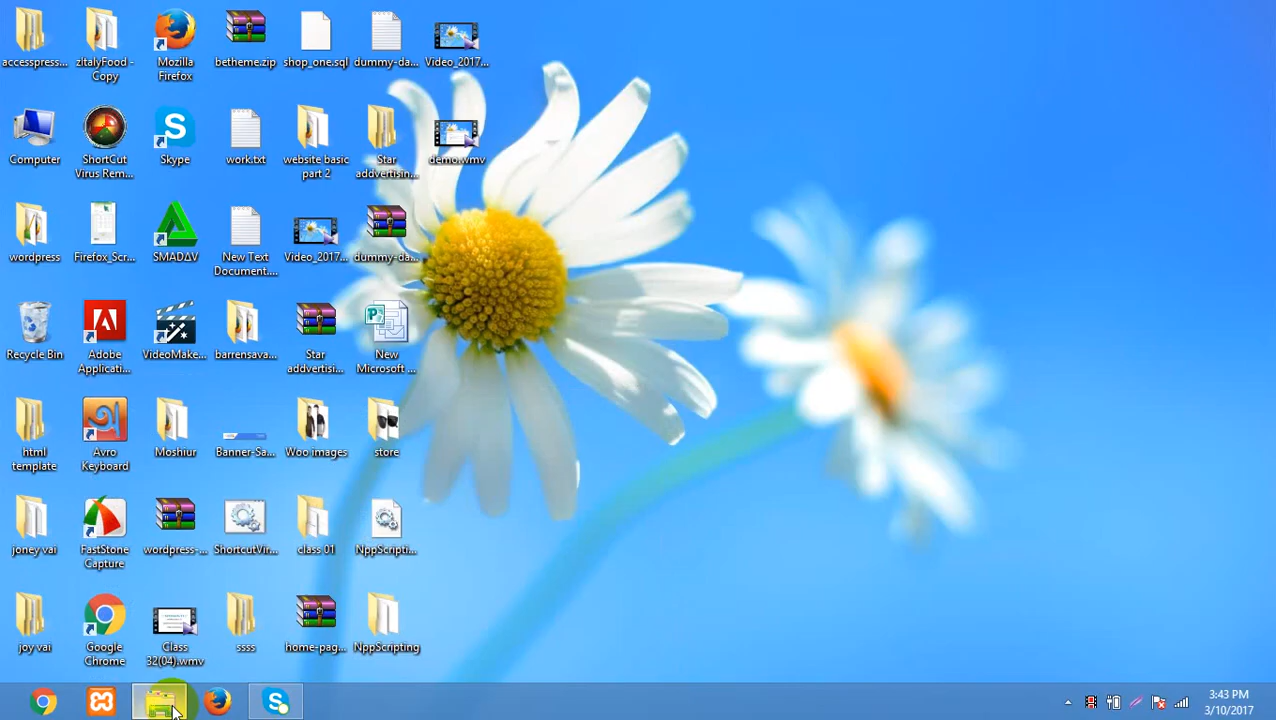 accesspress...
zItalyFood -
Copy
Mozilla
Firefox
betheme.zip
shop_one.sql
dummy-da...
Video_2017...
Computer
ShortCut
Virus Rem...
Skype
work.txt
website basic
part 2
Star
addvertisin...
demo.wmv
wordpress
Firefox_Scr...
SMADΔV
New Text
Document....
Video_2017...
dummy-da...
Recycle Bin
Adobe
Applicati...
VideoMake...
barrensava...
Star
addvertisi...
New
Microsoft ...
html
template
Avro
Keyboard
Moshiur
Banner-Sa...
Woo images
store
joney vai
FastStone
Capture
wordpress-...
ShortcutVir...
class 01
NppScripti...
joy vai
Google
Chrome
Class
32(04).wmv
ssss
home-pag...
NppScripting
3:43 PM
3/10/2017